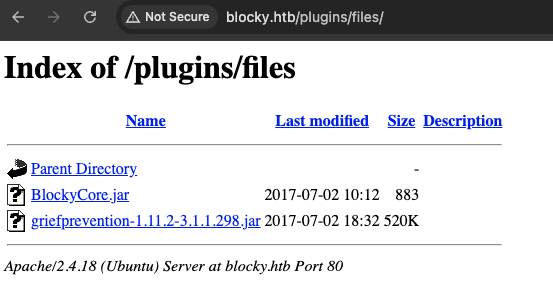 Not Secure blocky.htb/plugins/files/
Index of /plugins/files
Name Last modified Size Description
Parent Directory -
BlockyCore.jar 2017-07-02 10:12 883
griefprevention-1.11.2-3.1.1.298.jar 2017-07-02 18:32 520K
Apache/2.4.18 (Ubuntu) Server at blocky.htb Port 80